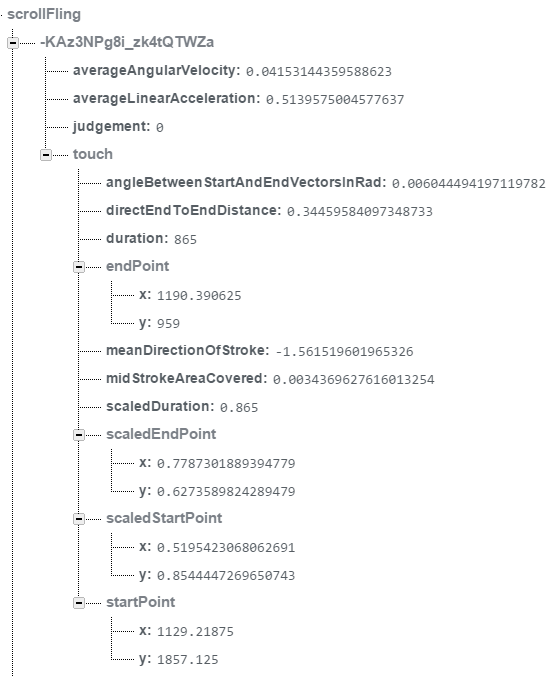 scrollFling
-KAz3NPg8i_zk4tQTWZa
averageAngularVelocity: 0.04153144359588623
averageLinearAcceleration: 0.5139575004577637
judgement: 0
touch
angleBetweenStartAndEndVectorsInRad: 0.006044494197119782
directEndToEndDistance: 0.34459584097348733
duration: 865
endPoint
x: 1190.390625
y: 959
meanDirectionOfStroke: -1.561519601965326
midStrokeAreaCovered: 0.0034369627616013254
scaledDuration: 0.865
scaledEndPoint
x: 0.7787301889394779
y: 0.6273589824289479
scaledStartPoint
x: 0.5195423068062691
y: 0.8544447269650743
startPoint
x: 1129.21875
y: 1857.125